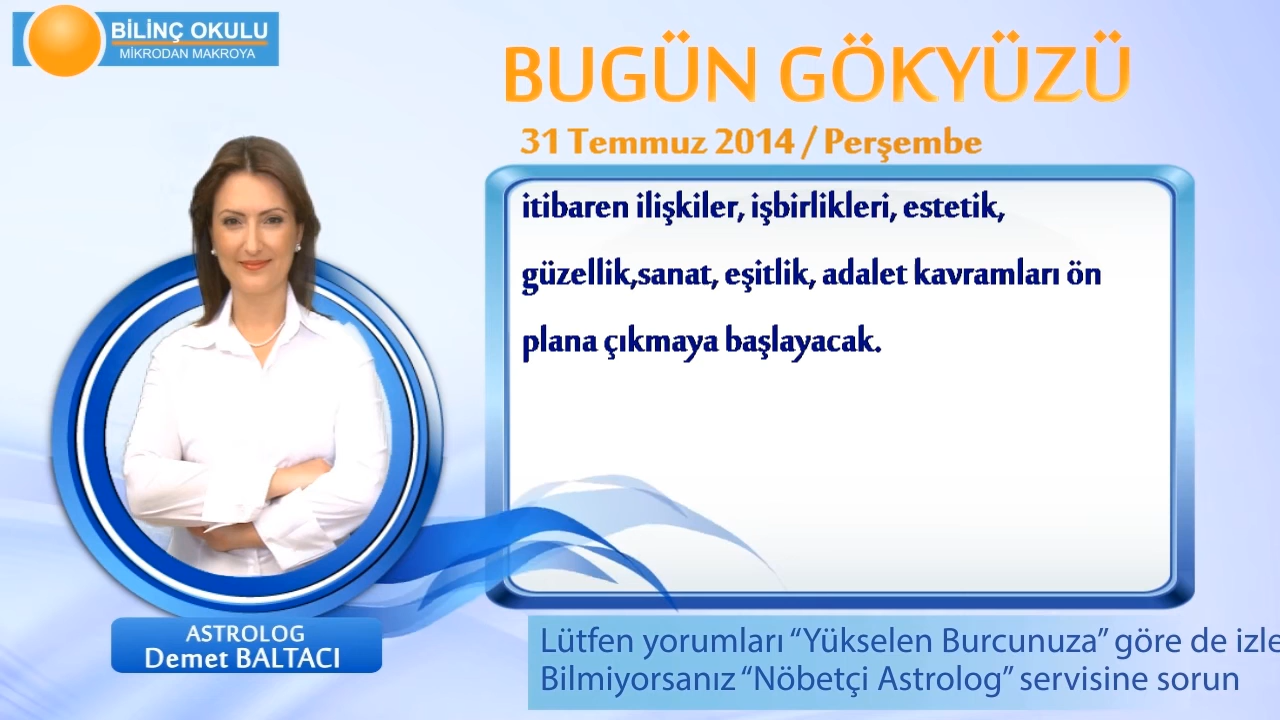 BİLİNÇ OKULU
MİKRODAN MAKROYA
BUGÜN GÖKYÜZÜ
31 Temmuz 2014 / Perşembe
itibaren ilişkiler, işbirlikleri, estetik,
güzellik,sanat, eşitlik, adalet kavramları ön
plana çıkmaya başlayacak.
ASTROLOG
Demet BALTACI
Lütfen yorumları “Yükselen Burcunuza” göre de izle
Bilmiyorsanız “Nöbetçi Astrolog” servisine sorun